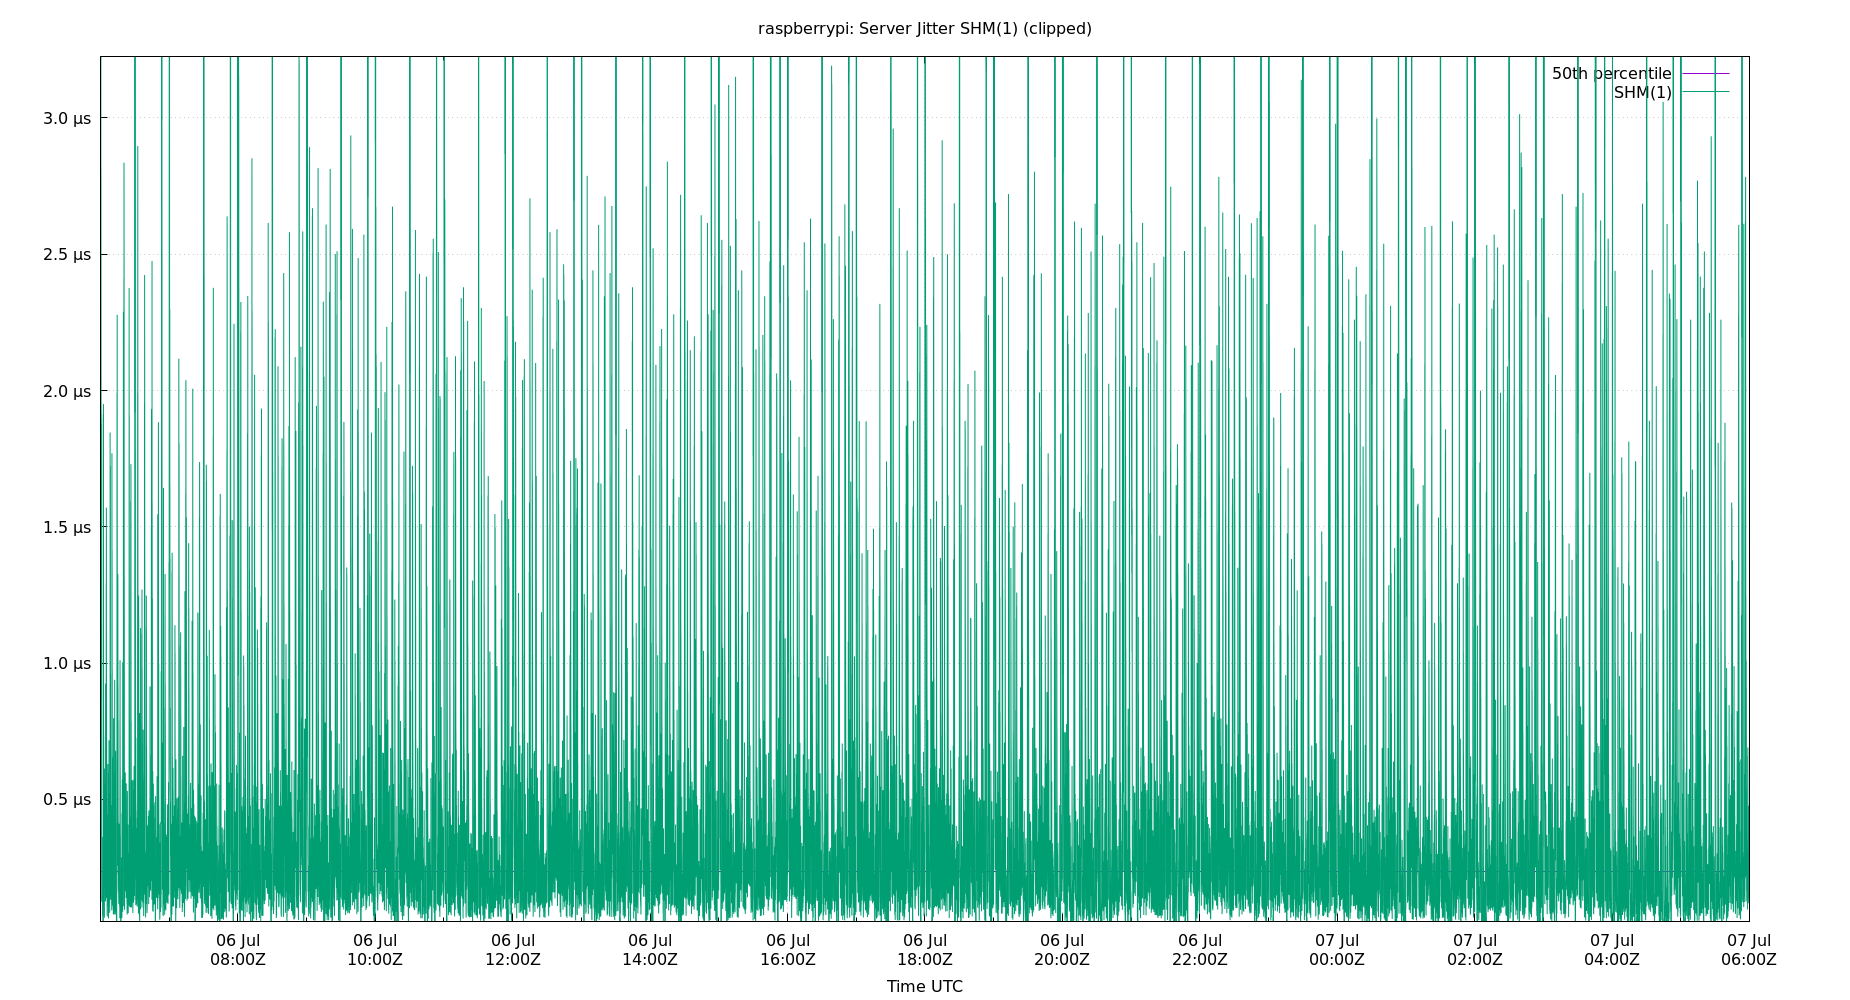 raspberrypi: Server Jitter SHM(1) (clipped)
50th percentile
SHM(1)
3.0 µs
2.5 µs
2.0 µs
1.5 µs
1.0 µs
0.5 µs
06 Jul 06 Jul 06 Jul 06 Jul 06 Jul 06 Jul 06 Jul 06 Jul 07 Jul 07 Jul 07 Jul 07 Jul
08:00Z 10:00Z 12:00Z 14:00Z 16:00Z 18:00Z 20:00Z 22:00Z 00:00Z 02:00Z 04:00Z 06:00Z
Time UTC